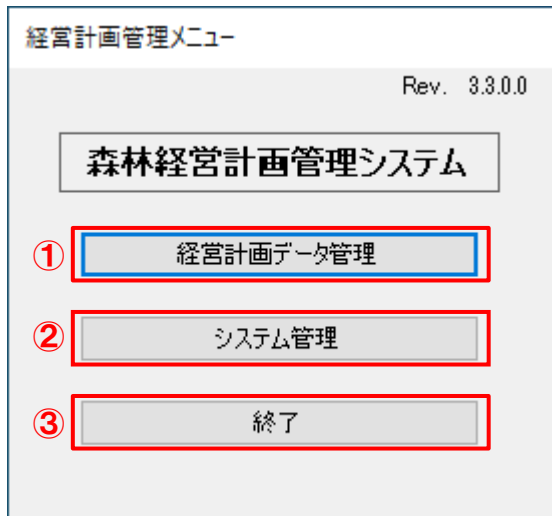 経営計画管理メニュー
Rev. 3.3.0.0
森林経営計画管理システム
① 経営計画データ管理
② システム管理
③ 終了